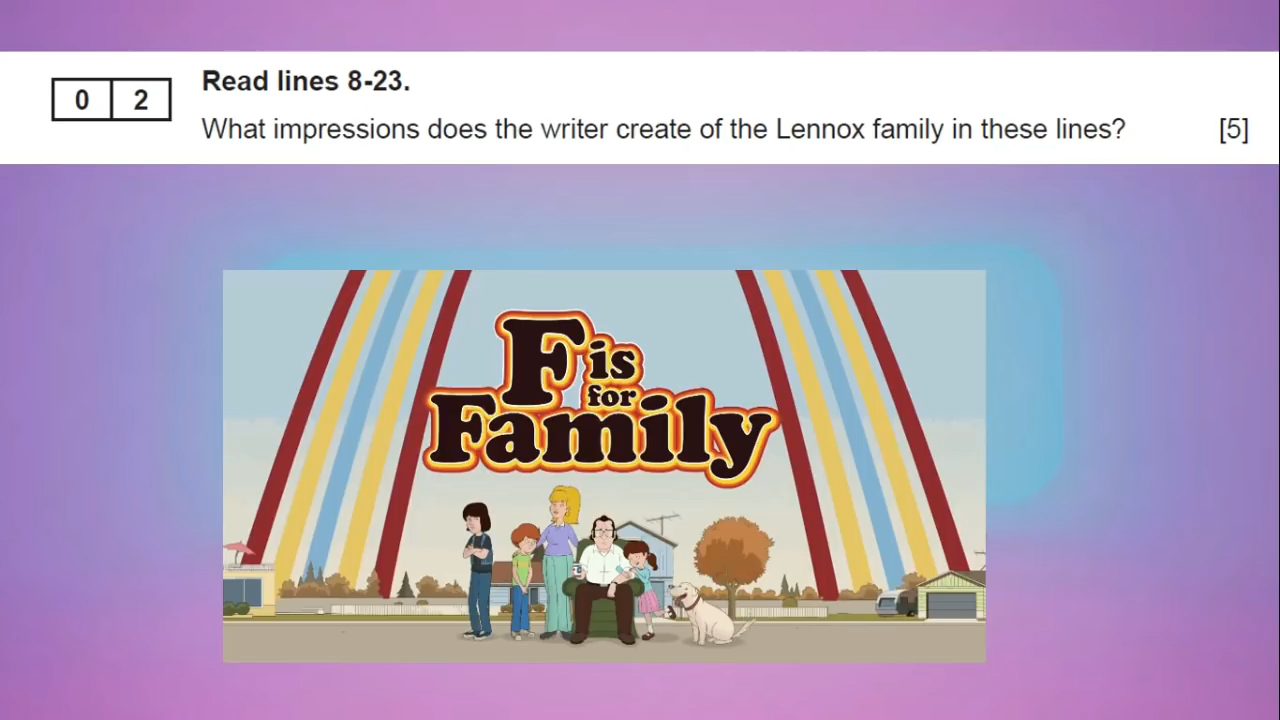 Read lines 8-23.
0 2
What impressions does the writer create of the Lennox family in these lines? [5]
F is
for
Family